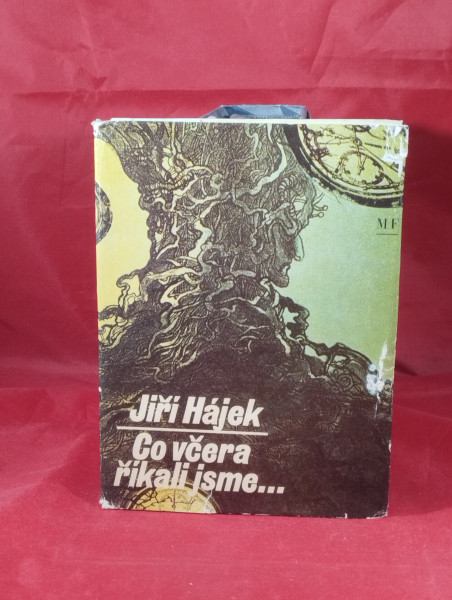 MF
Jiří Hájek
Co včera
říkali jsme...